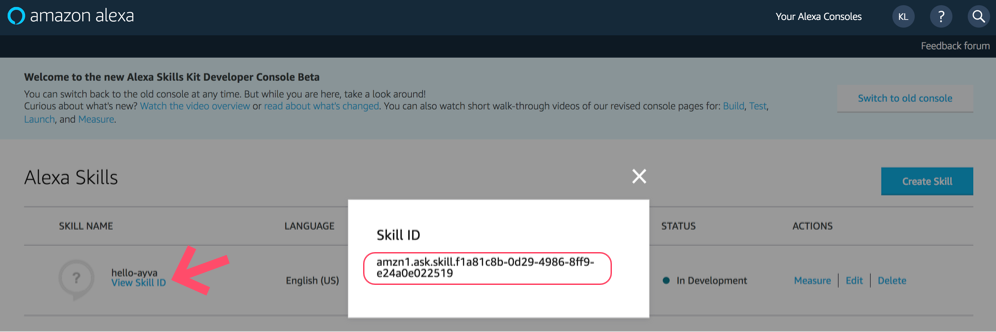 amazon alexa
Your Alexa Consoles
KL
?
Feedback forum
Welcome to the new Alexa Skills Kit Developer Console Beta
You can switch back to the old console at any time. But while you are here, take a look around!
Curious about what's new? Watch the video overview or read about what's changed. You can also watch short walk-through videos of our revised console pages for: Build, Test,
Launch, and Measure.
Switch to old console
Alexa Skills
Create Skill
SKILL NAME
LANGUAGE
STATUS
ACTIONS
?
hello-ayva
View Skill ID
English (US)
In Development
Measure | Edit | Delete
Skill ID
amzn1.ask.skill.f1a81c8b-0d29-4986-8ff9-
e24a0e022519